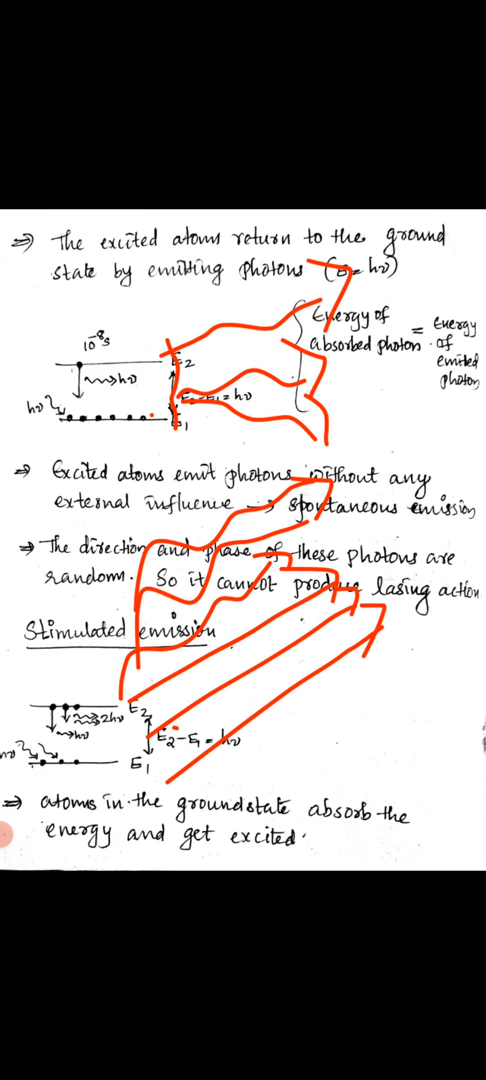 ⇒ The excited atoms return to the ground
state by emitting photons (E = hν)
10⁻⁸s
E2
Energy of
absorbed photon = Energy of emitted photon
hν
hν
E2-E1 = hν
E1
⇒ Excited atoms emit photons without any
external influence → spontaneous emission
⇒ The direction and phase of these photons are
random. So it cannot produce lasing action
Stimulated emission
E2
2hν
hν
E2-E1 = hν
hν
E1
⇒ atoms in the groundstate absorb the
energy and get excited.